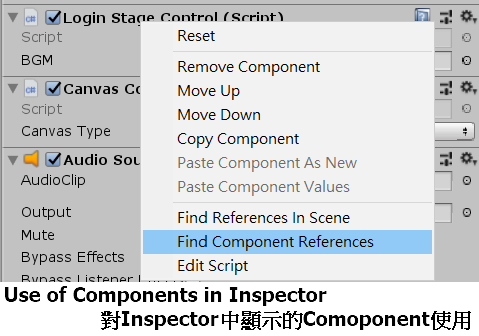 Login Stage Control (Script)
Script
BGM
Canvas Co
Script
Canvas Type
Audio Sou
AudioClip
Output
Mute
Bypass Effects
Reset
Remove Component
Move Up
Move Down
Copy Component
Paste Component As New
Paste Component Values
Find References In Scene
Find Component References
Edit Script
Use of Components in Inspector
對Inspector中顯示的Comoponent使用